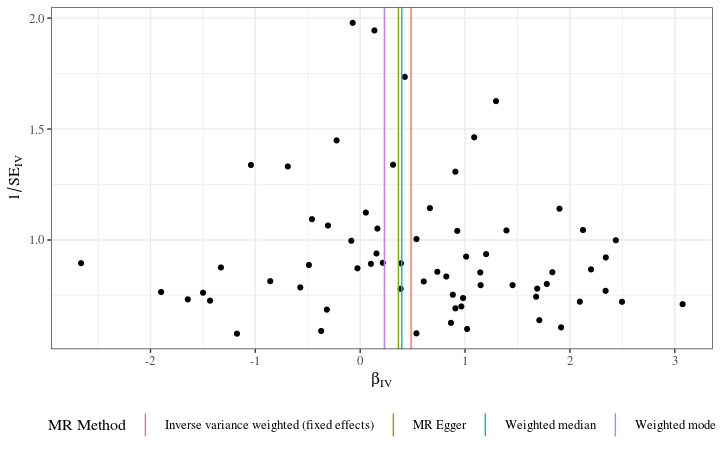 2.0
1.5
1.0
1/SE_IV
-2 -1 0 1 2 3
β_IV
MR Method Inverse variance weighted (fixed effects) MR Egger Weighted median Weighted mode